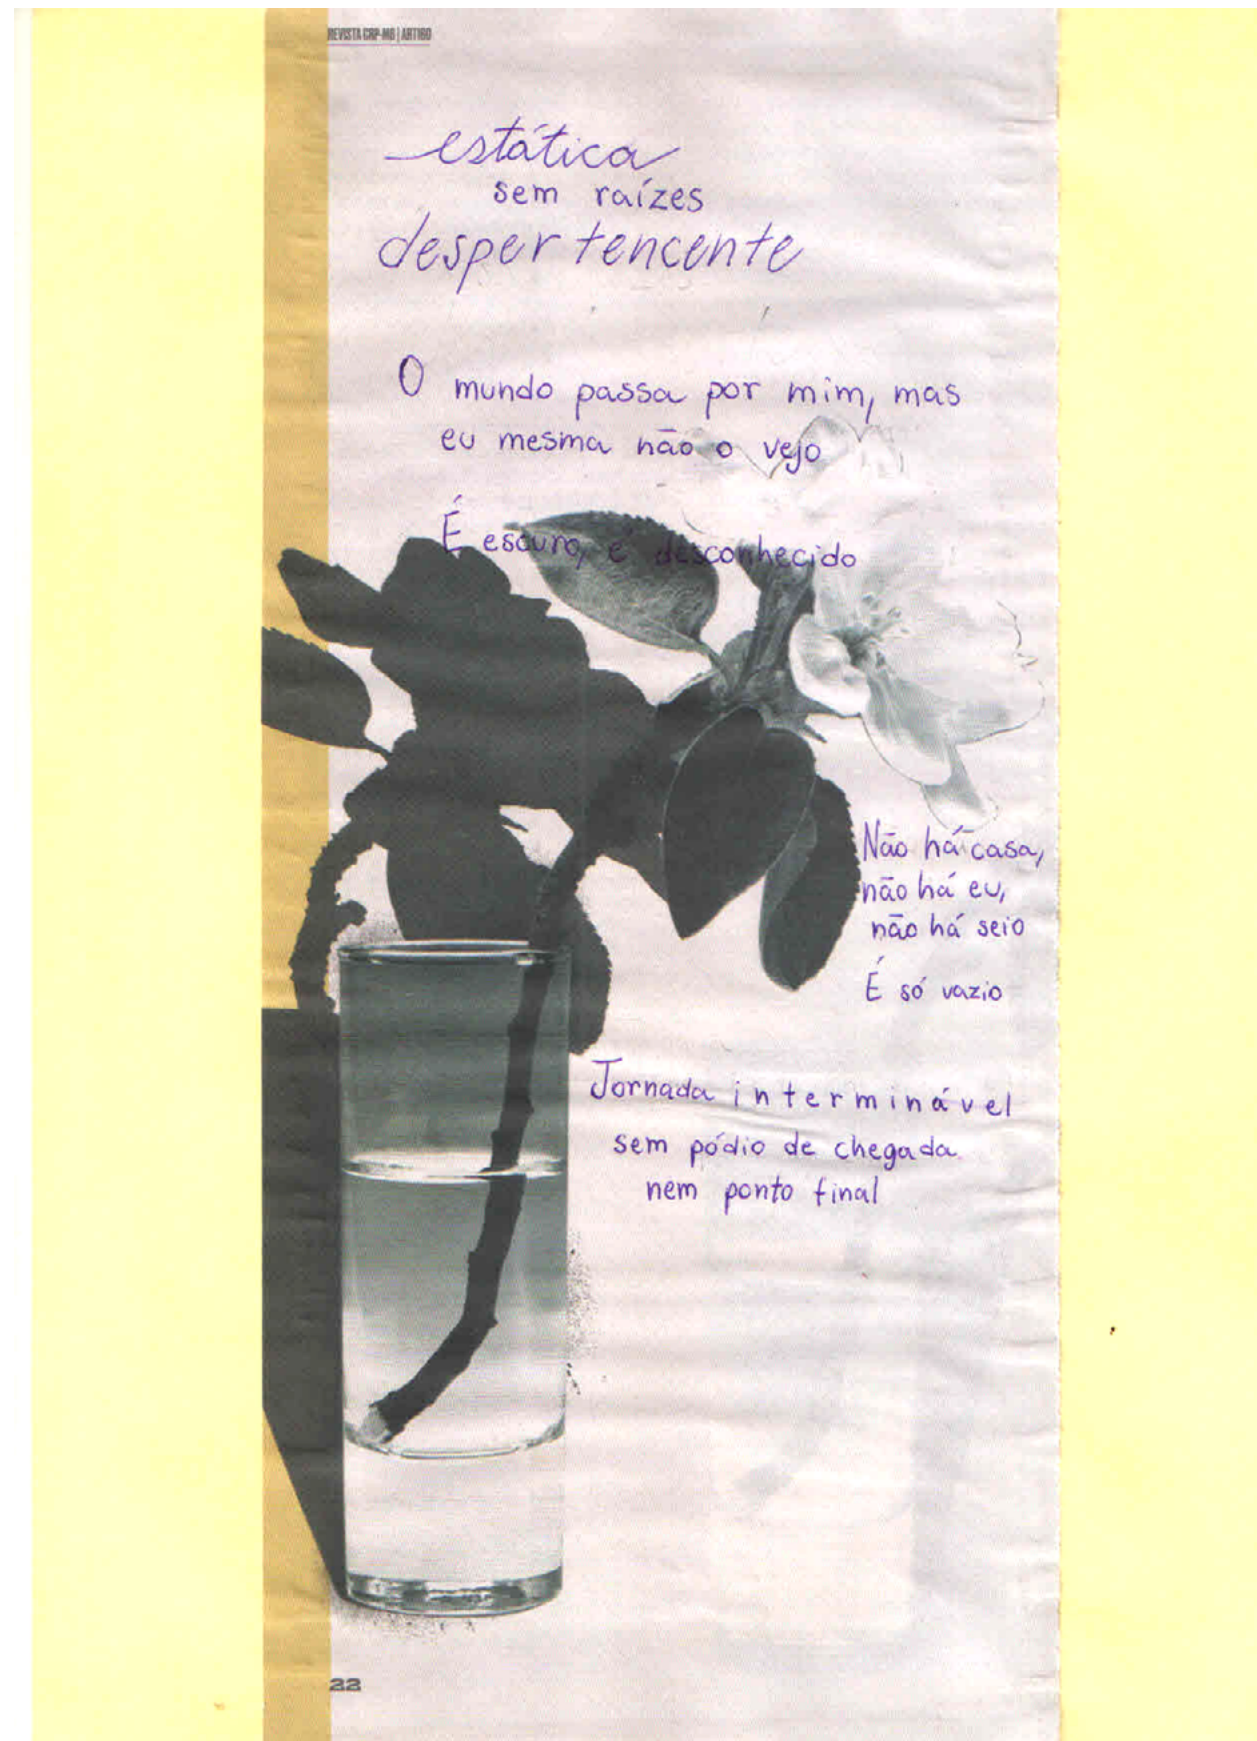 REVISTA CRP-MG | ARTIGO
estática
sem raízes
despertencente
O mundo passa por mim, mas
eu mesma não o vejo
É escuro, é desconhecido
Não há casa,
não há eu,
não há seio
É só vazio
Jornada interminável
sem pódio de chegada
nem ponto final
22